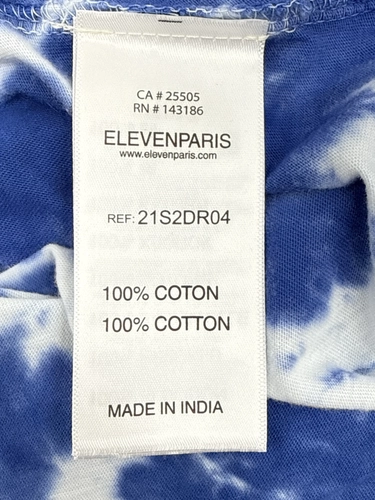 CA # 25505
RN # 143186
ELEVENPARIS
www.elevenparis.com
REF: 21S2DR04
100% COTON
100% COTTON
MADE IN INDIA